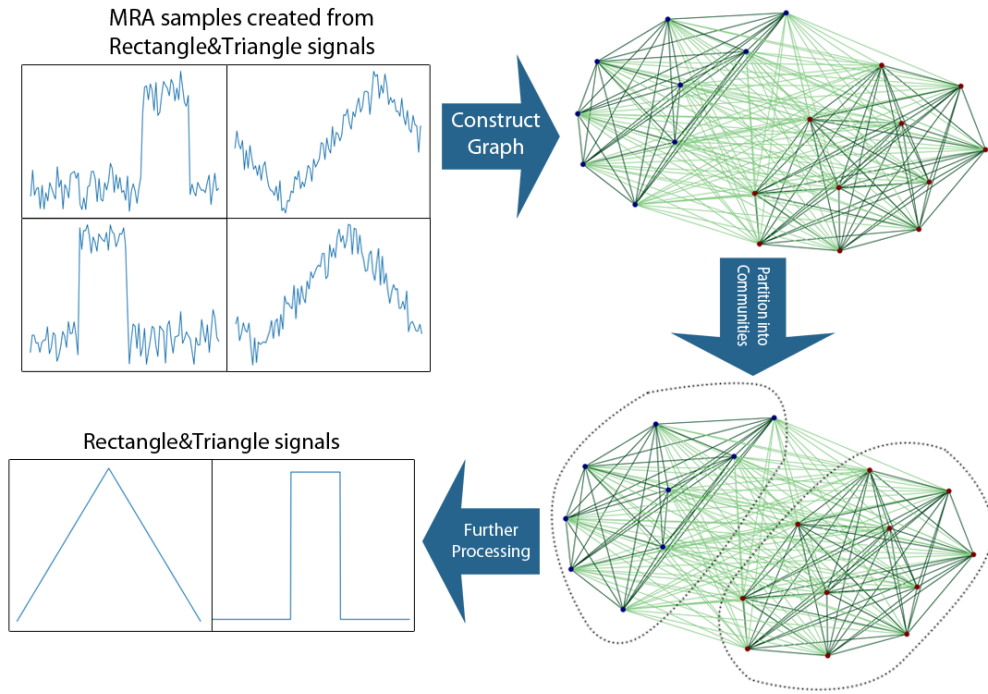 MRA samples created from
Rectangle&Triangle signals
Construct
Graph
Partition into
Communities
Rectangle&Triangle signals
Further
Processing